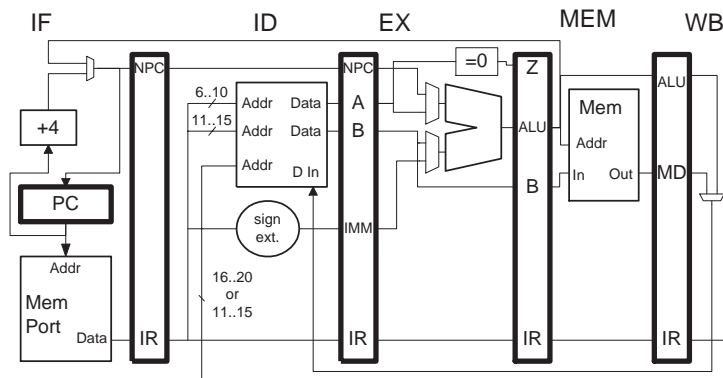 IF
ID
EX
MEM
WB
NPC
NPC
=0
Z
6..10
Addr
Data
A
Mem
ALU
+4
11..15
Addr
Data
B
ALU
Addr
Addr
D In
B
In
Out
MD
PC
sign
ext.
IMM
Addr
16..20
or
11..15
Mem
Port
Data
IR
IR
IR
IR